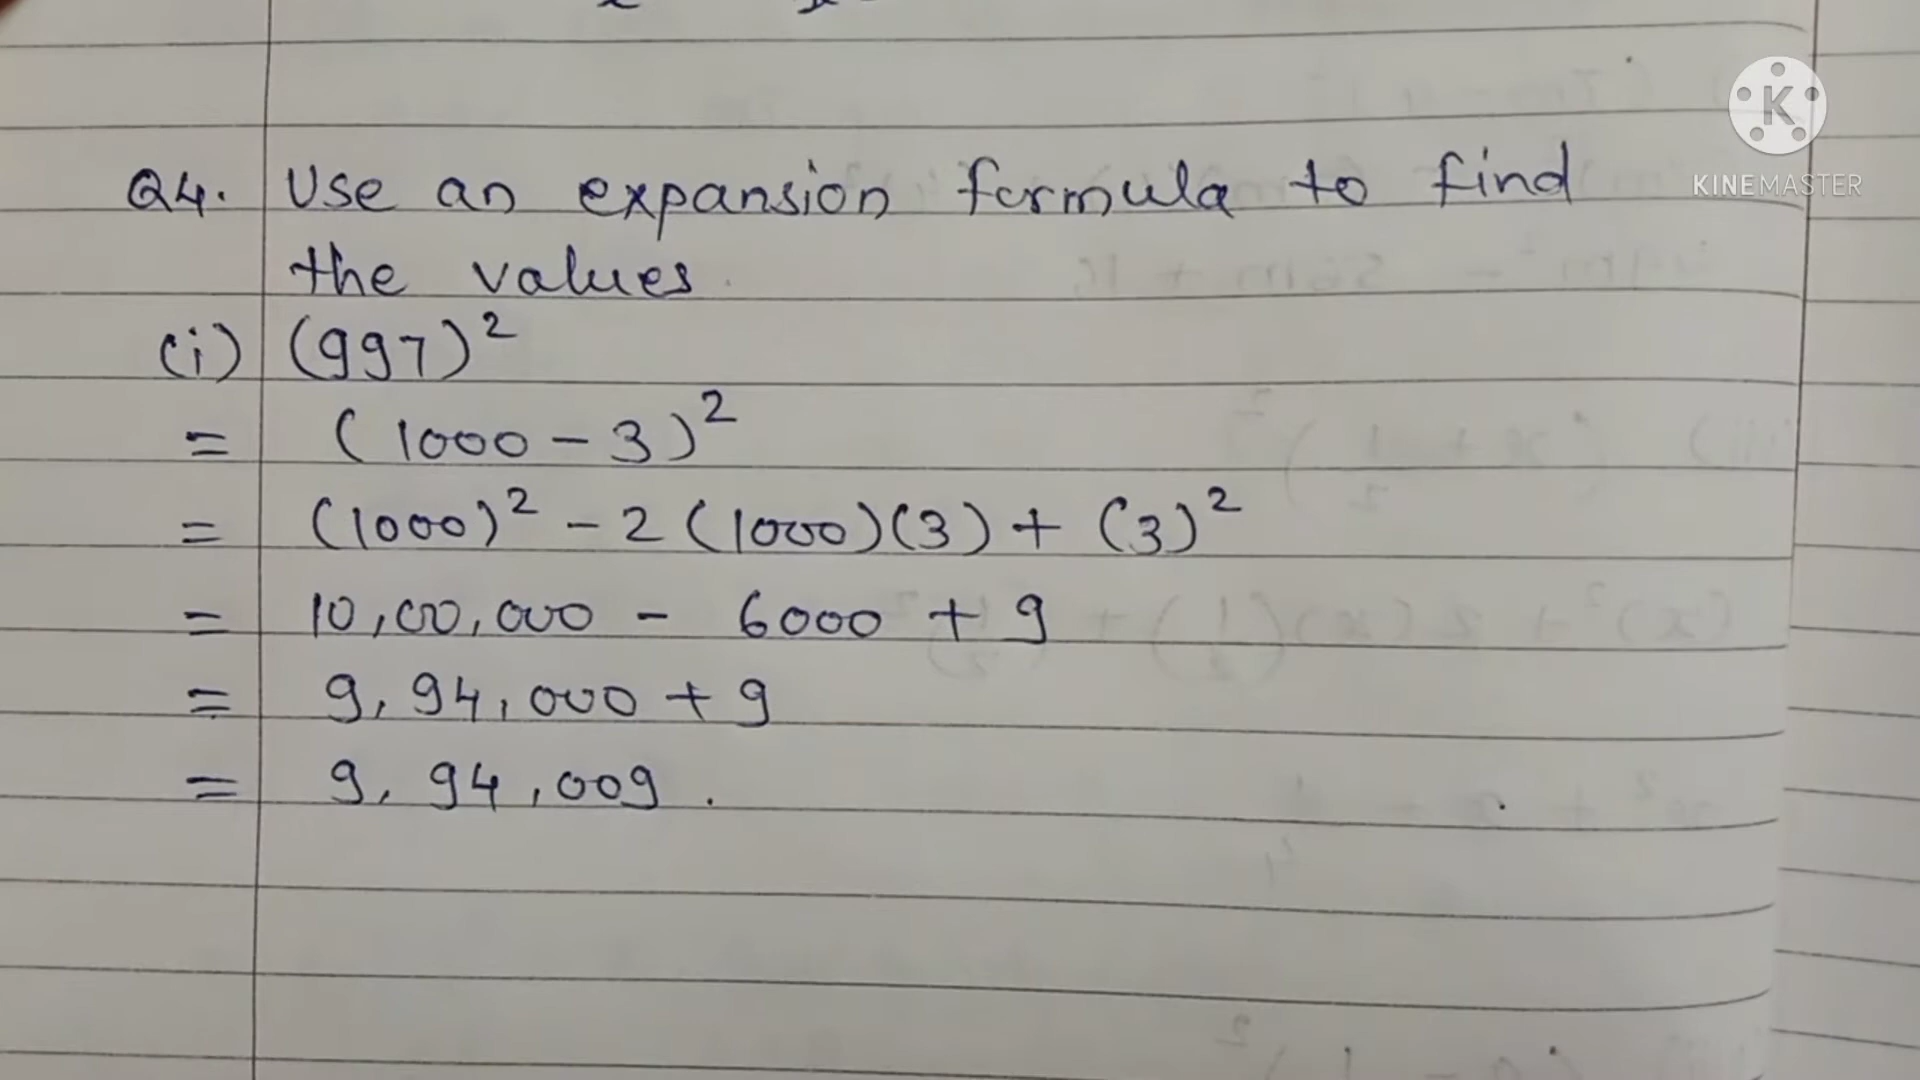 K
KINEMASTER
Q4. Use an expansion formula to find
the values.
(i) (997)²
= (1000 - 3)²
= (1000)² - 2 (1000)(3) + (3)²
= 10,00,000 - 6000 + 9
= 9,94,000 + 9
= 9,94,009.